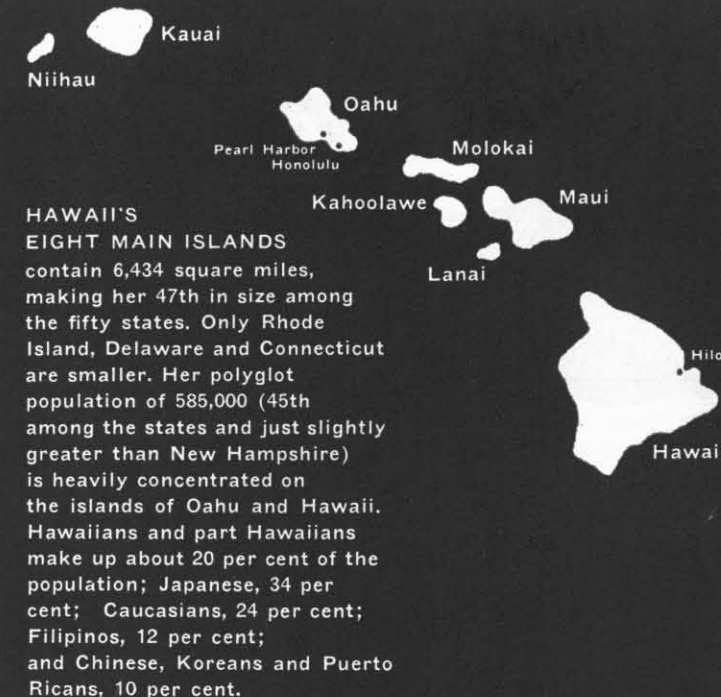 Kauai
Niihau
Oahu
Pearl Harbor
Honolulu
Molokai
Kahoolawe
Maui
Lanai
Hilo
Hawai
HAWAII'S
EIGHT MAIN ISLANDS
contain 6,434 square miles,
making her 47th in size among
the fifty states. Only Rhode
Island, Delaware and Connecticut
are smaller. Her polyglot
population of 585,000 (45th
among the states and just slightly
greater than New Hampshire)
is heavily concentrated on
the islands of Oahu and Hawaii.
Hawaiians and part Hawaiians
make up about 20 per cent of the
population; Japanese, 34 per
cent; Caucasians, 24 per cent;
Filipinos, 12 per cent;
and Chinese, Koreans and Puerto
Ricans, 10 per cent.